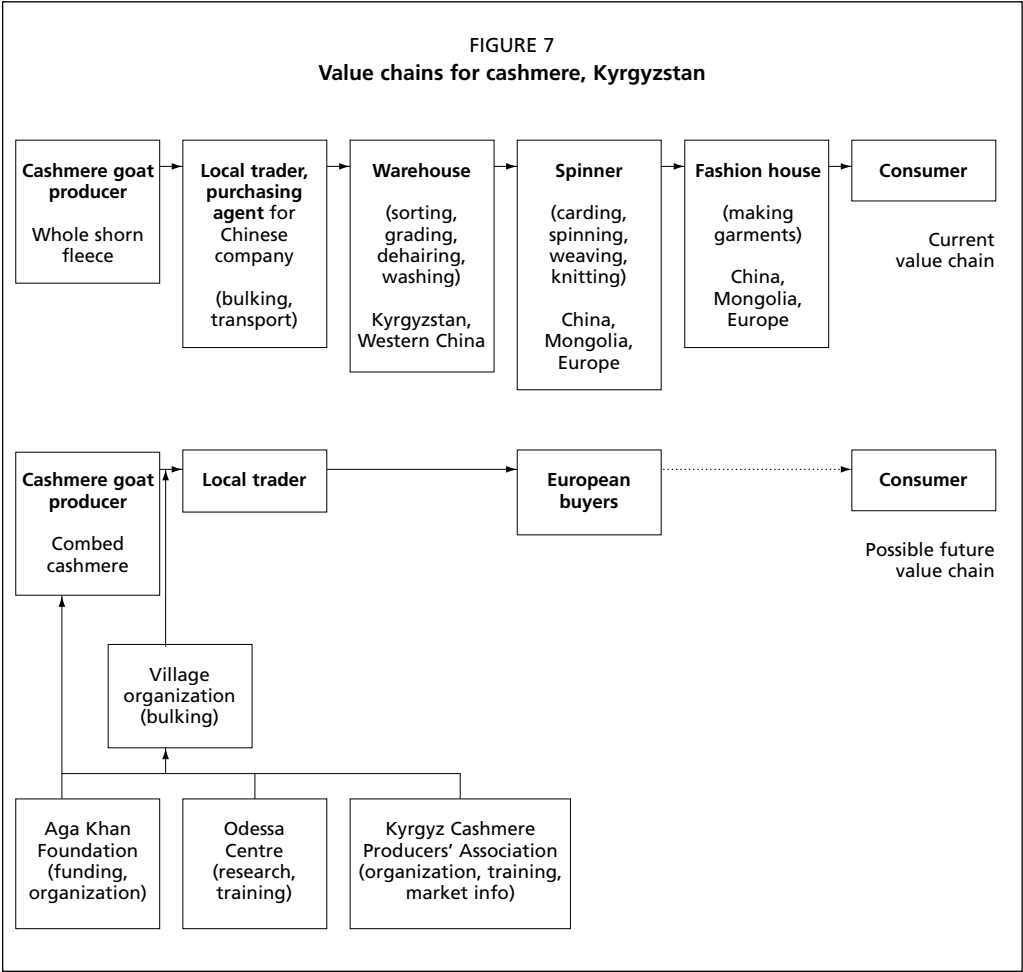 FIGURE 7
Value chains for cashmere, Kyrgyzstan
Cashmere goat
producer
Whole shorn
fleece
Local trader,
purchasing
agent for
Chinese
company
(bulking,
transport)
Warehouse
(sorting,
grading,
dehairing,
washing)
Kyrgyzstan,
Western China
Spinner
(carding,
spinning,
weaving,
knitting)
China,
Mongolia,
Europe
Fashion house
(making
garments)
China,
Mongolia,
Europe
Consumer
Current
value chain
Cashmere goat
producer
Combed
cashmere
Local trader
European
buyers
Consumer
Possible future
value chain
Village
organization
(bulking)
Aga Khan
Foundation
(funding,
organization)
Odessa
Centre
(research,
training)
Kyrgyz Cashmere
Producers’ Association
(organization, training,
market info)